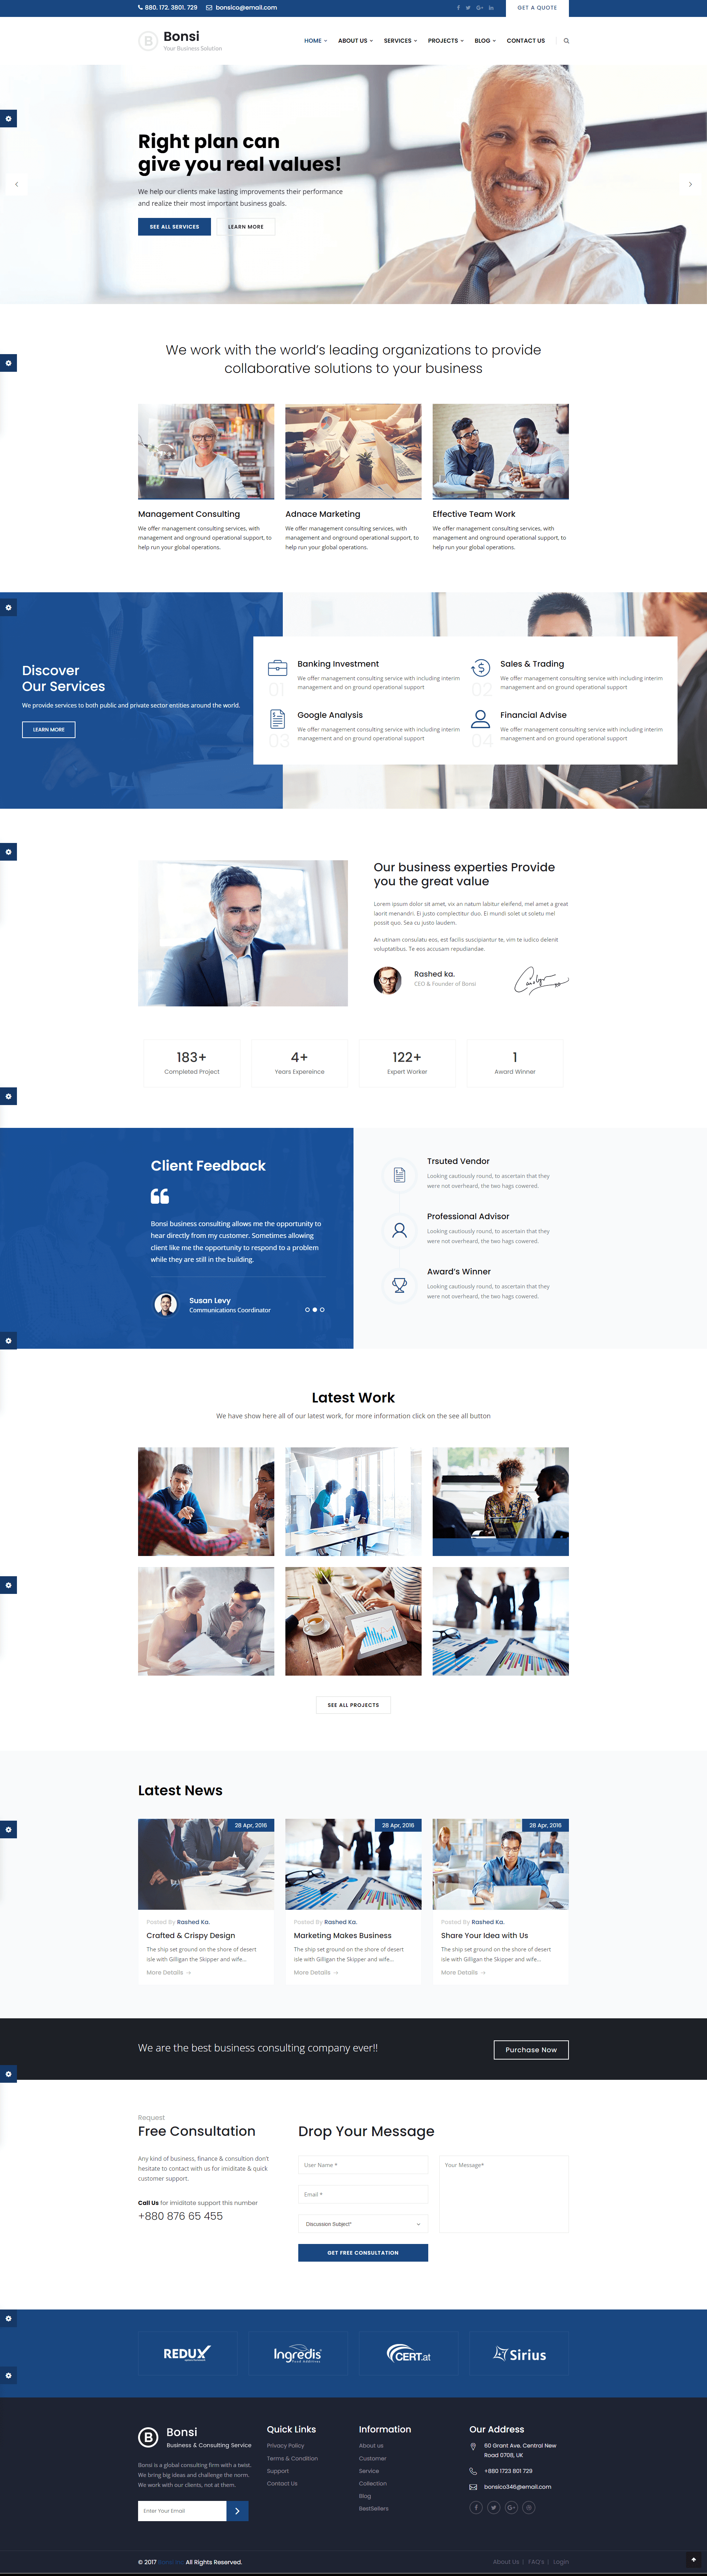 880. 172. 3801. 729
bonsico@email.com
GET A QUOTE
B Bonsi
Your Business Solution
HOME
ABOUT US
SERVICES
PROJECTS
BLOG
CONTACT US
Right plan can
give you real values!
We help our clients make lasting improvements their performance
and realize their most important business goals.
SEE ALL SERVICES
LEARN MORE
We work with the world's leading organizations to provide
collaborative solutions to your business
Management Consulting
We offer management consulting services, with
management and onground operational support, to
help run your global operations.
Adnace Marketing
We offer management consulting services, with
management and onground operational support, to
help run your global operations.
Effective Team Work
We offer management consulting services, with
management and onground operational support, to
help run your global operations.
Discover
Our Services
We provide services to both public and private sector entities around the world.
LEARN MORE
01
Banking Investment
We offer management consulting service with including interim
management and on ground operational support
02
Sales & Trading
We offer management consulting service with including interim
management and on ground operational support
03
Google Analysis
We offer management consulting service with including interim
management and on ground operational support
04
Financial Advise
We offer management consulting service with including interim
management and on ground operational support
Our business experties Provide
you the great value
Lorem ipsum dolor sit amet, vix an natum labitur eleifend, mel amet a great
laorit menandri. Ei justo complectitur duo. Ei mundi solet ut soletu mel
possit quo. Sea cu justo laudem.
An utinam consulatu eos, est facilis suscipiantur te, vim te iudico delenit
voluptatibus. Te eos accusam repudiandae.
Rashed ka.
CEO & Founder of Bonsi
183+
Completed Project
4+
Years Expereince
122+
Expert Worker
1
Award Winner
Client Feedback
Bonsi business consulting allows me the opportunity to
hear directly from my customer. Sometimes allowing
client like me the opportunity to respond to a problem
while they are still in the building.
Susan Levy
Communications Coordinator
Trsuted Vendor
Looking cautiously round, to ascertain that they
were not overheard, the two hags cowered.
Professional Advisor
Looking cautiously round, to ascertain that they
were not overheard, the two hags cowered.
Award's Winner
Looking cautiously round, to ascertain that they
were not overheard, the two hags cowered.
Latest Work
We have show here all of our latest work, for more information click on the see all button
SEE ALL PROJECTS
Latest News
28 Apr, 2016
Posted By Rashed Ka.
Crafted & Crispy Design
The ship set ground on the shore of desert
isle with Gilligan the Skipper and wife...
More Details
28 Apr, 2016
Posted By Rashed Ka.
Marketing Makes Business
The ship set ground on the shore of desert
isle with Gilligan the Skipper and wife...
More Details
28 Apr, 2016
Posted By Rashed Ka.
Share Your Idea with Us
The ship set ground on the shore of desert
isle with Gilligan the Skipper and wife...
More Details
We are the best business consulting company ever!!
Purchase Now
Request
Free Consultation
Any kind of business, finance & consultion don't
hesitate to contact with us for imiditate & quick
customer support.
Call Us for imiditate support this number
+880 876 65 455
Drop Your Message
User Name *
Email *
Discussion Subject*
Your Message*
GET FREE CONSULTATION
REDUX
Ingredis
Food Additives
CERT.at
Sirius
B Bonsi
Business & Consulting Service
Bonsi is a global consulting firm with a twist.
We bring big ideas and challenge the norm.
We work with our clients, not at them.
Enter Your Email
Quick Links
Privacy Policy
Terms & Condition
Support
Contact Us
Information
About us
Customer
Service
Collection
Blog
BestSellers
Our Address
60 Grant Ave. Central New
Road 0708, UK
+880 1723 801 729
bonsico346@email.com
© 2017 All Rights Reserved.
About Us | FAQ's | Login